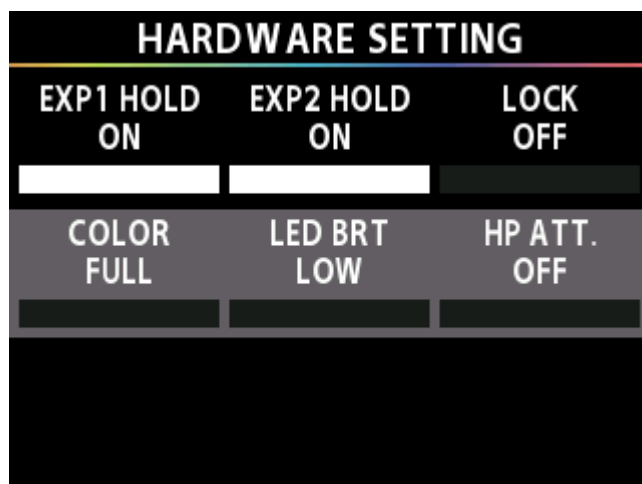 HARDWARE SETTING
EXP1 HOLD EXP2 HOLD LOCK
ON ON OFF
COLOR LED BRT HP ATT.
FULL LOW OFF